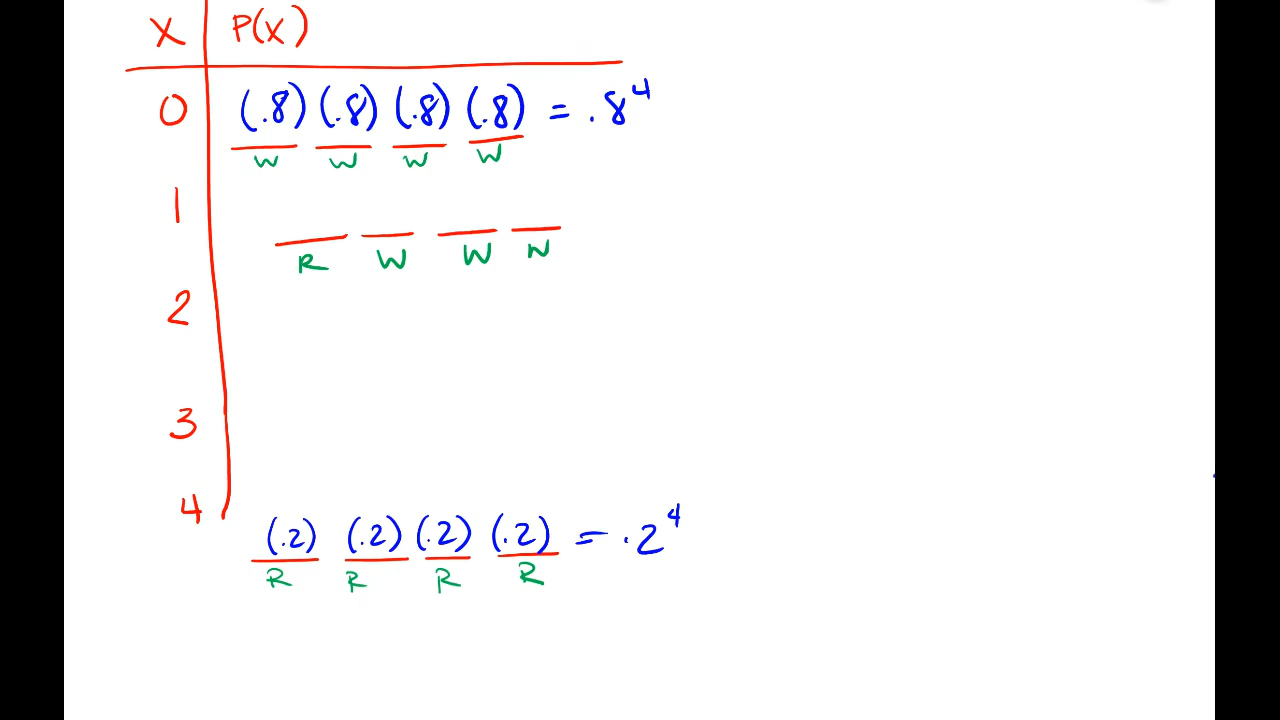 X P(X)
0 (.8) (.8) (.8) (.8) = .8⁴
W W W W
1
R W W W
2
3
4
(.2) (.2) (.2) (.2) = .2⁴
R R R R